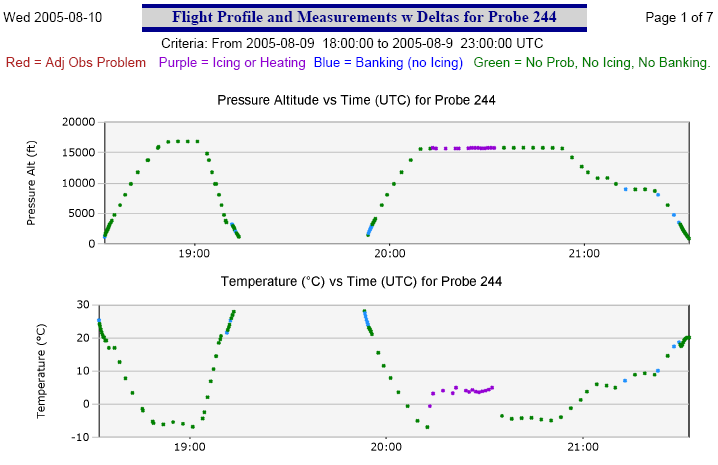 Wed 2005-08-10 Flight Profile and Measurements w Deltas for Probe 244 Page 1 of 7
Criteria: From 2005-08-09 18:00:00 to 2005-08-9 23:00:00 UTC
Red = Adj Obs Problem Purple = Icing or Heating Blue = Banking (no Icing) Green = No Prob, No Icing, No Banking.
Pressure Altitude vs Time (UTC) for Probe 244
Pressure Alt (ft)
20000
15000
10000
5000
0
19:00 20:00 21:00
Temperature (°C) vs Time (UTC) for Probe 244
Temperature (°C)
30
20
10
0
-10
19:00 20:00 21:00